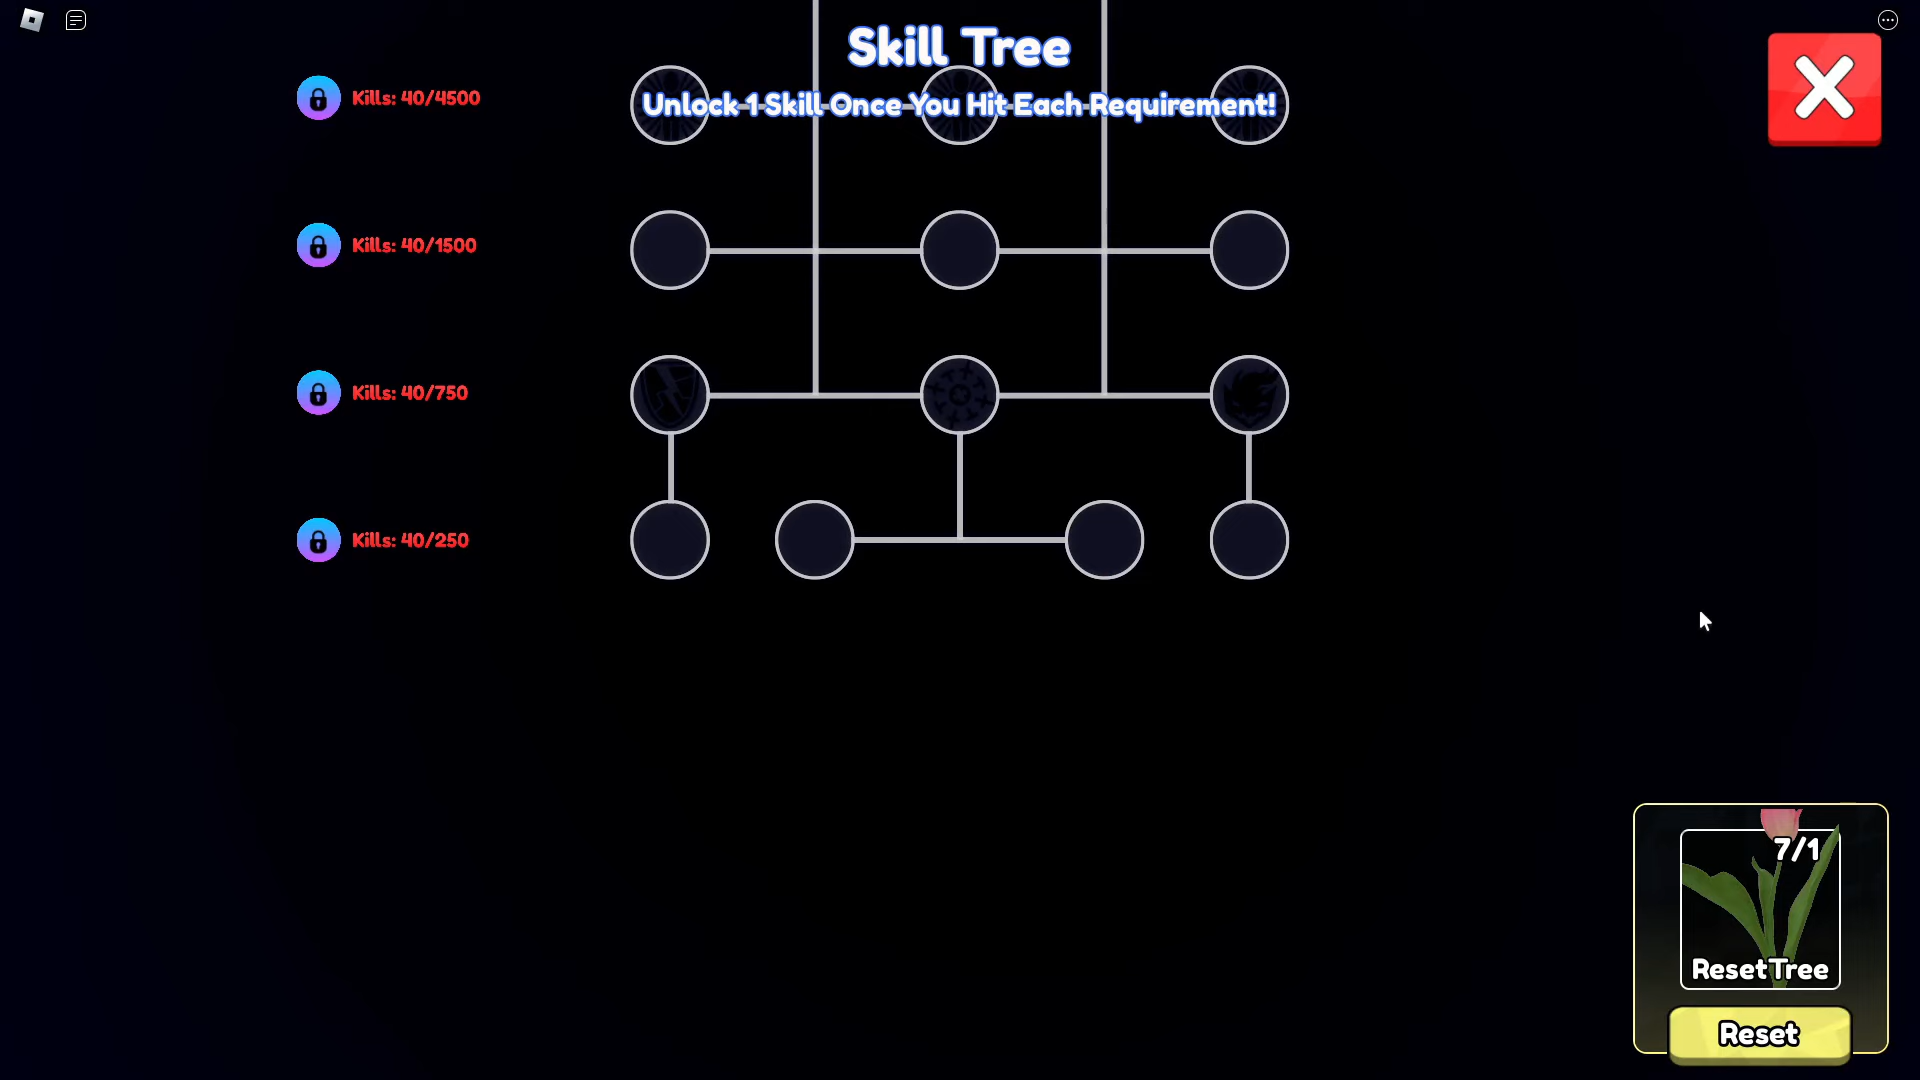 Skill Tree
Unlock 1 Skill Once You Hit Each Requirement!
Kills: 40/4500
Kills: 40/1500
Kills: 40/750
Kills: 40/250
7/1
Reset Tree
Reset